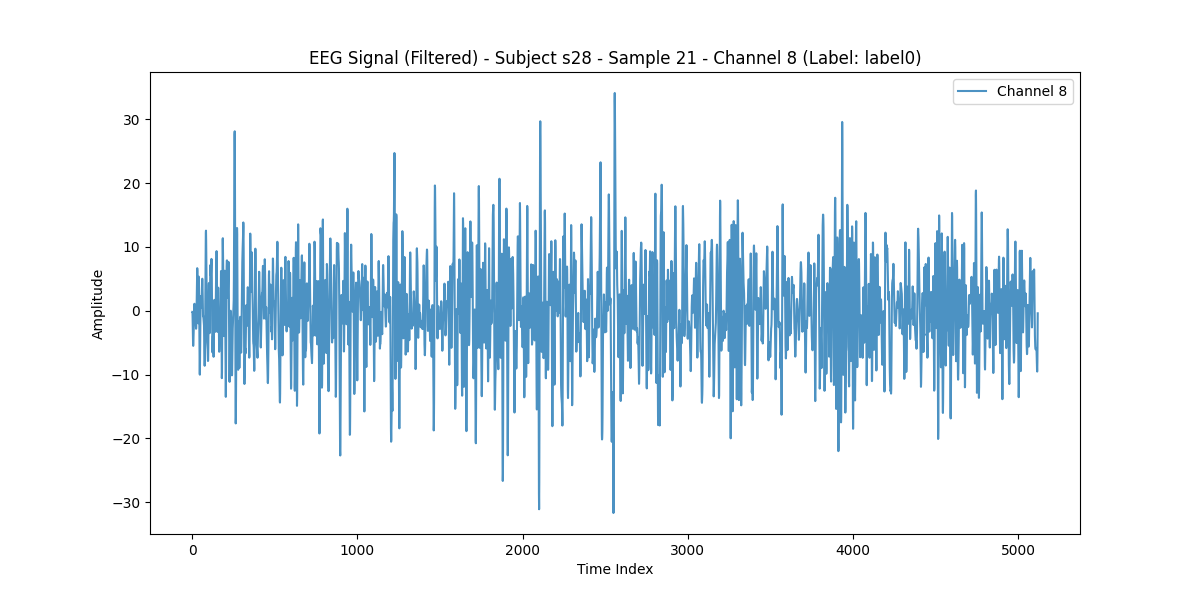 EEG Signal (Filtered) - Subject s28 - Sample 21 - Channel 8 (Label: label0)
Channel 8
30
20
10
0
−10
−20
−30
Amplitude
0 1000 2000 3000 4000 5000
Time Index